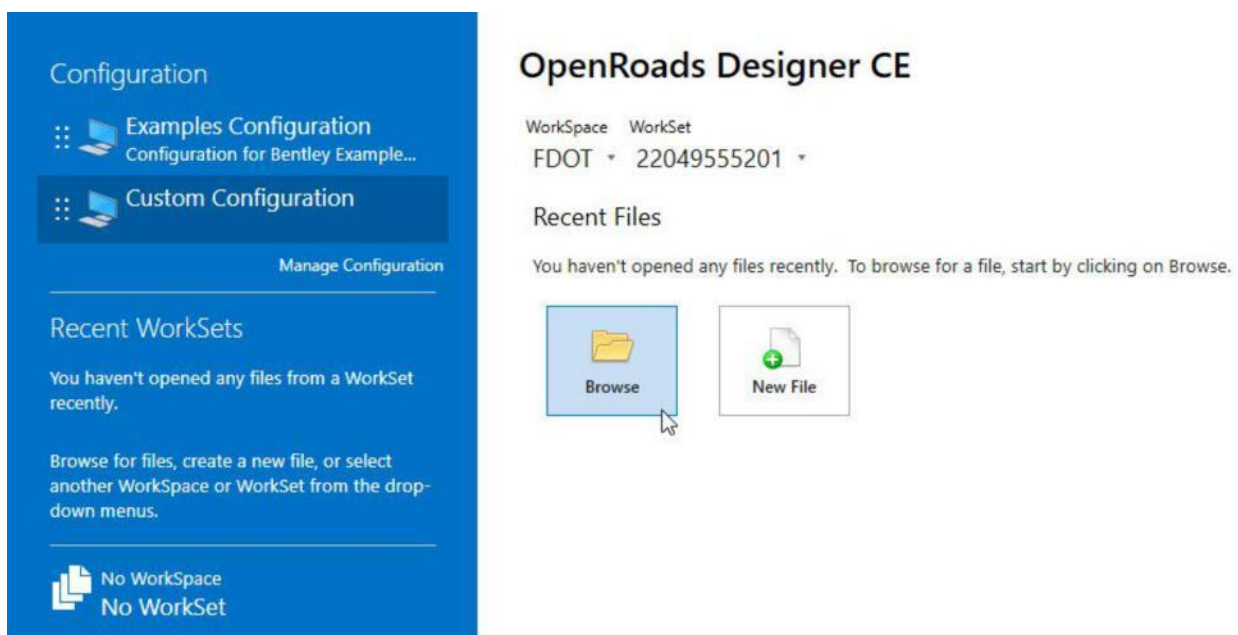 Configuration
Examples Configuration
Configuration for Bentley Example...
Custom Configuration
Manage Configuration
Recent WorkSets
You haven't opened any files from a WorkSet
recently.
Browse for files, create a new file, or select
another WorkSpace or WorkSet from the drop-
down menus.
No WorkSpace
No WorkSet
OpenRoads Designer CE
WorkSpace WorkSet
FDOT 22049555201
Recent Files
You haven't opened any files recently. To browse for a file, start by clicking on Browse.
Browse New File